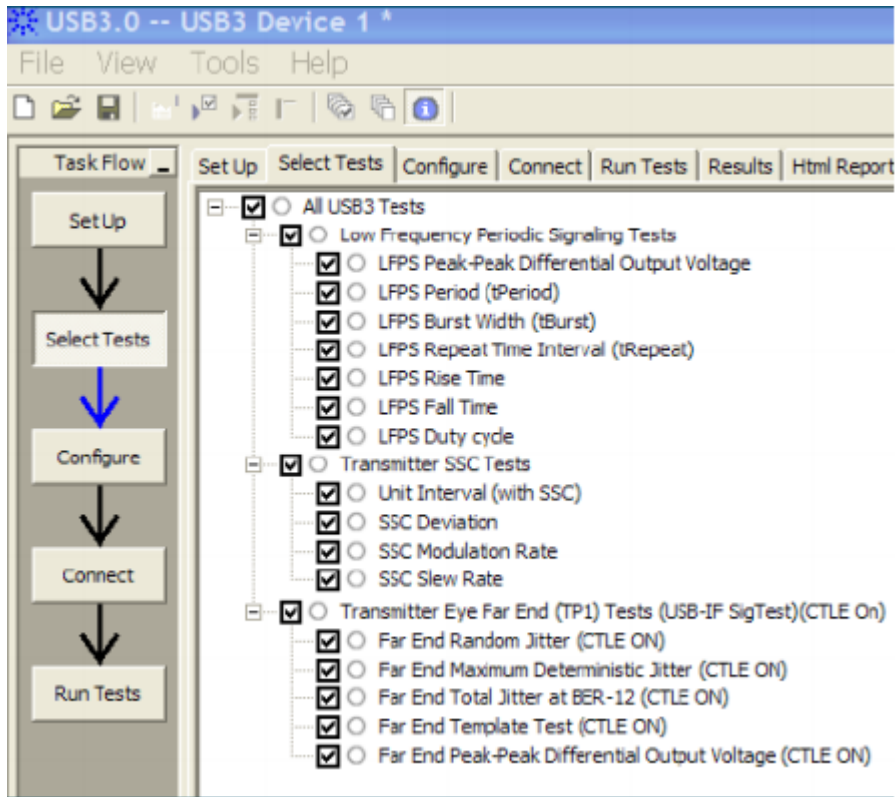 USB3.0 -- USB3 Device 1 *
File View Tools Help
Task Flow
Set Up
Select Tests
Configure
Connect
Run Tests
Set Up Select Tests Configure Connect Run Tests Results Html Report
All USB3 Tests
Low Frequency Periodic Signaling Tests
LFPS Peak-Peak Differential Output Voltage
LFPS Period (tPeriod)
LFPS Burst Width (tBurst)
LFPS Repeat Time Interval (tRepeat)
LFPS Rise Time
LFPS Fall Time
LFPS Duty cycle
Transmitter SSC Tests
Unit Interval (with SSC)
SSC Deviation
SSC Modulation Rate
SSC Slew Rate
Transmitter Eye Far End (TP1) Tests (USB-IF SigTest)(CTLE On)
Far End Random Jitter (CTLE ON)
Far End Maximum Deterministic Jitter (CTLE ON)
Far End Total Jitter at BER-12 (CTLE ON)
Far End Template Test (CTLE ON)
Far End Peak-Peak Differential Output Voltage (CTLE ON)